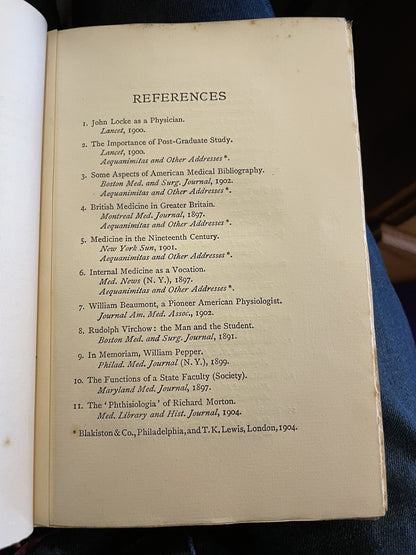 REFERENCES
1. John Locke as a Physician.
Lancet, 1900.
2. The Importance of Post-Graduate Study.
Lancet, 1900.
Aequanimitas and Other Addresses*.
3. Some Aspects of American Medical Bibliography.
Boston Med. and Surg. Journal, 1902.
Aequanimitas and Other Addresses*.
4. British Medicine in Greater Britain.
Montreal Med. Journal, 1897.
Aequanimitas and Other Addresses*.
5. Medicine in the Nineteenth Century.
New York Sun, 1901.
Aequanimitas and Other Addresses*.
6. Internal Medicine as a Vocation.
Med. News (N. Y.), 1897.
Aequanimitas and Other Addresses*.
7. William Beaumont, a Pioneer American Physiologist.
Journal Am. Med. Assoc., 1902.
8. Rudolph Virchow: the Man and the Student.
Boston Med. and Surg. Journal, 1891.
9. In Memoriam, William Pepper.
Philad. Med. Journal (N. Y.), 1899.
10. The Functions of a State Faculty (Society).
Maryland Med. Journal, 1897.
11. The 'Phthisiologia' of Richard Morton.
Med. Library and Hist. Journal, 1904.
* Blakiston & Co., Philadelphia, and T. K. Lewis, London, 1904.